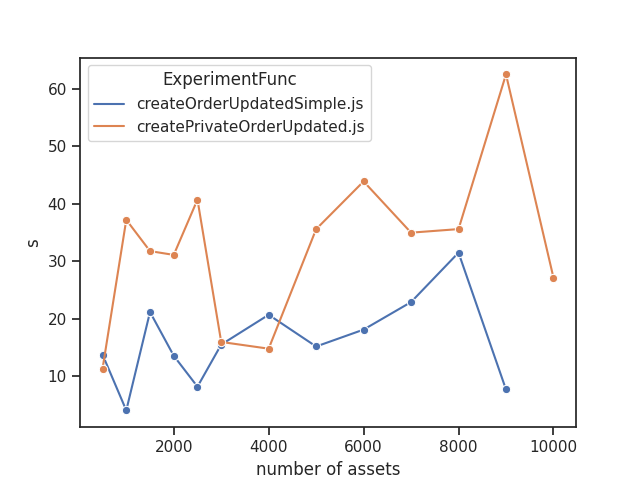 ExperimentFunc
createOrderUpdatedSimple.js
createPrivateOrderUpdated.js
60
50
40
30
20
10
s
2000 4000 6000 8000 10000
number of assets